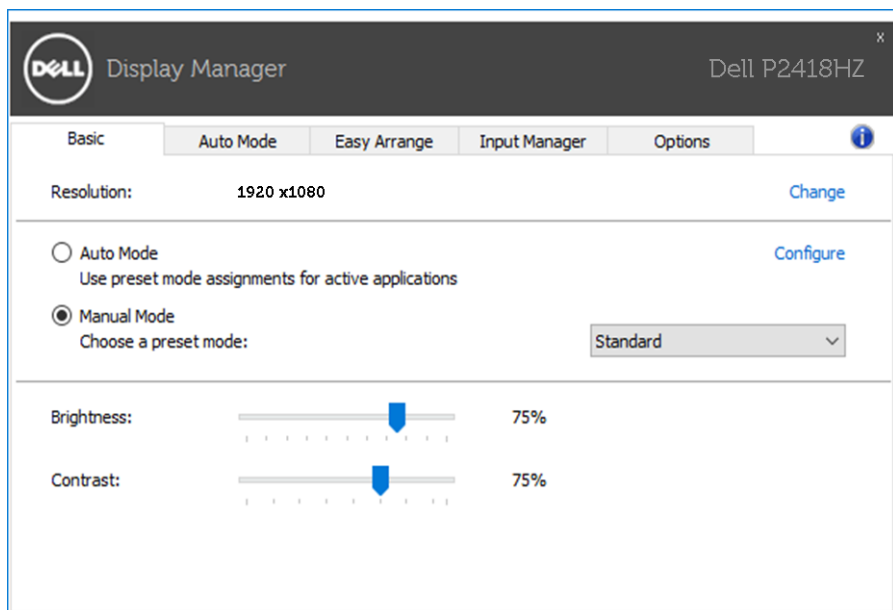 DELL Display Manager Dell P2418HZ x
Basic Auto Mode Easy Arrange Input Manager Options i
Resolution: 1920 x1080 Change
Auto Mode Configure
Use preset mode assignments for active applications
Manual Mode
Choose a preset mode: Standard
Brightness: 75%
Contrast: 75%